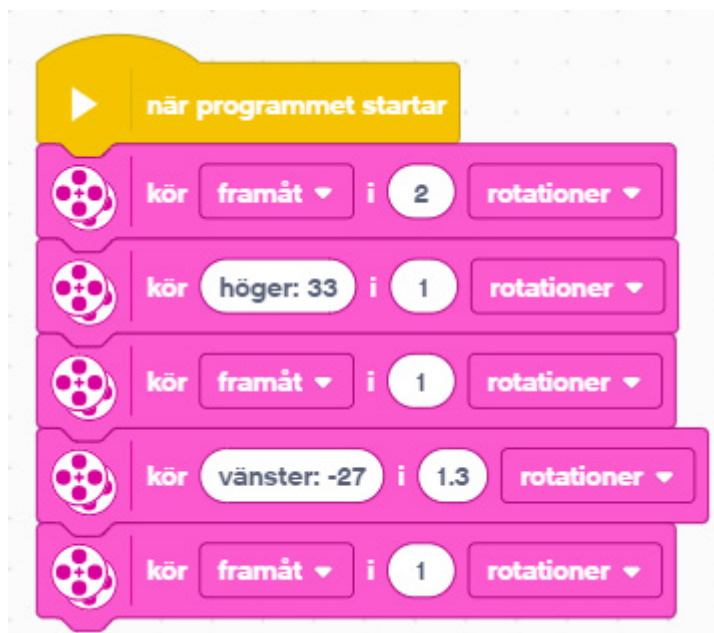 när programmet startar
kör framåt i 2 rotationer
kör höger: 33 i 1 rotationer
kör framåt i 1 rotationer
kör vänster: -27 i 1.3 rotationer
kör framåt i 1 rotationer